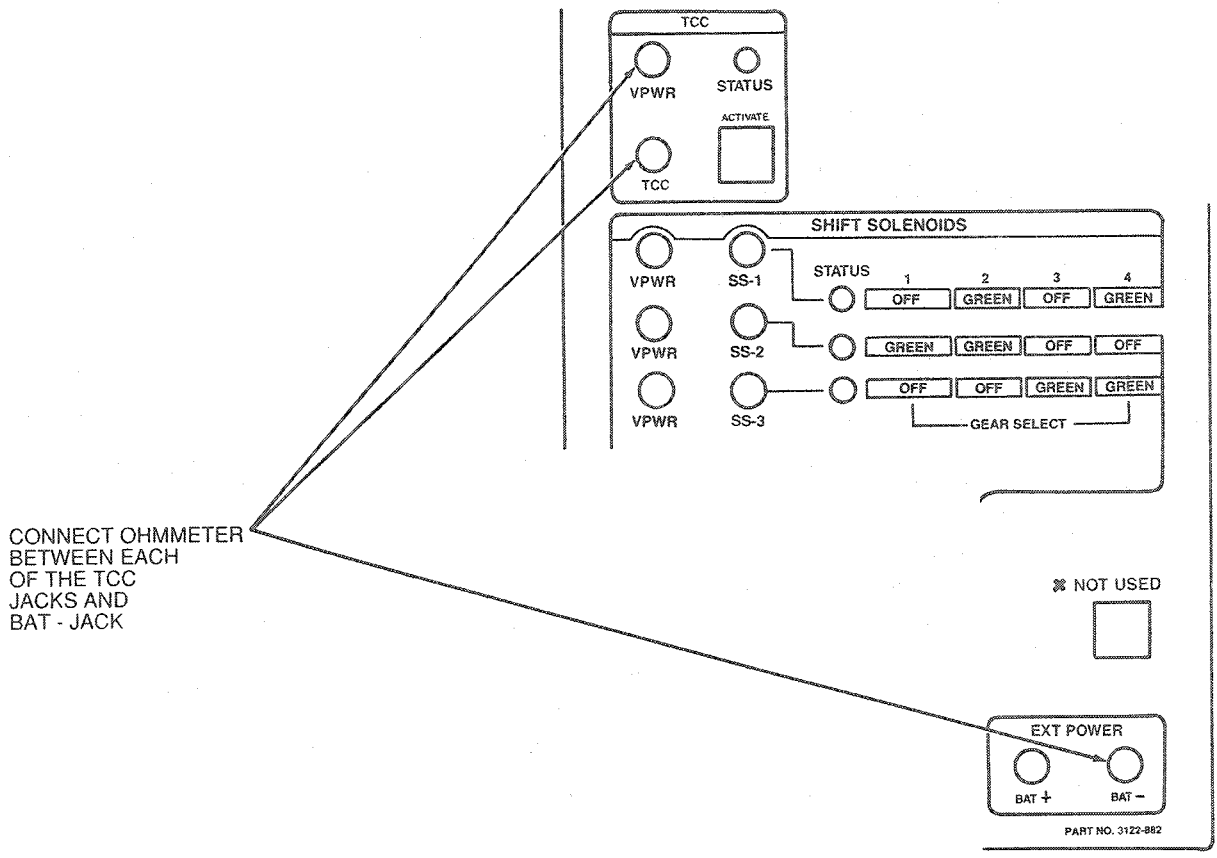 TCC
VPWR
STATUS
ACTIVATE
TCC
SHIFT SOLENOIDS
VPWR
SS-1
STATUS
1 2 3 4
OFF GREEN OFF GREEN
VPWR
SS-2
GREEN GREEN OFF OFF
VPWR
SS-3
OFF OFF GREEN GREEN
GEAR SELECT
CONNECT OHMMETER
BETWEEN EACH
OF THE TCC
JACKS AND
BAT - JACK
⌘ NOT USED
EXT POWER
BAT + BAT −
PART NO. 3122-882